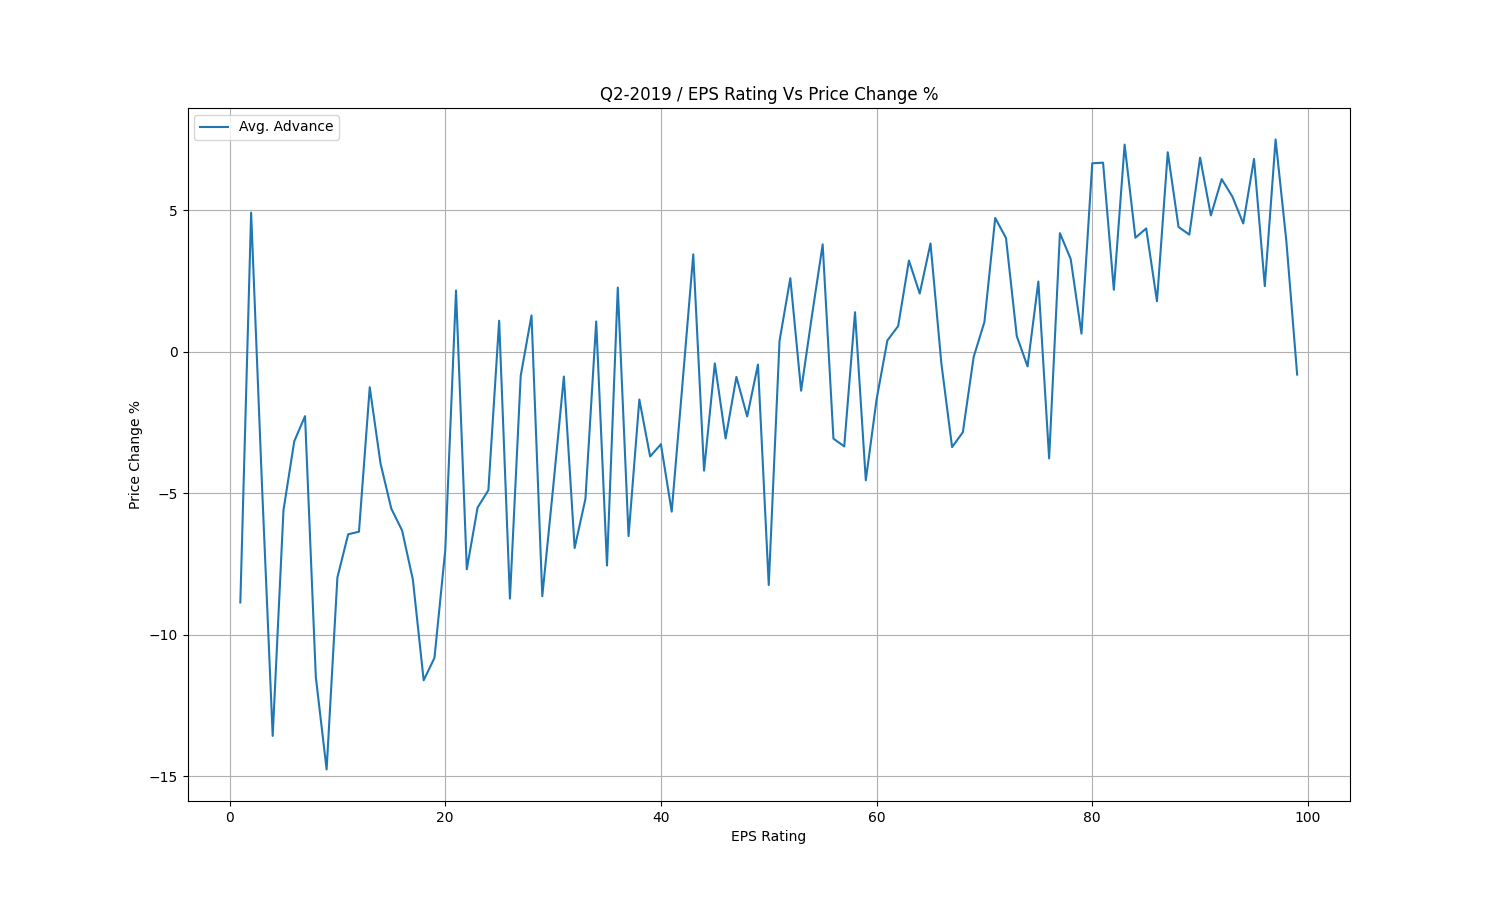 Q2-2019 / EPS Rating Vs Price Change %
Avg. Advance
Price Change %
5
0
−5
−10
−15
0 20 40 60 80 100
EPS Rating